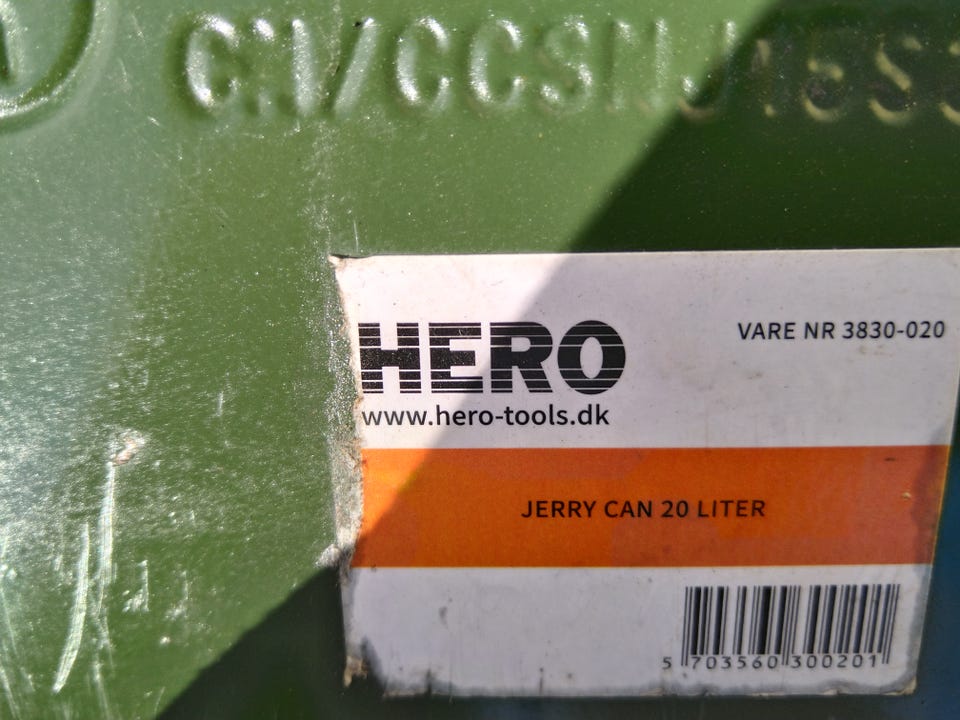 HERO
VARE NR 3830-020
www.hero-tools.dk
JERRY CAN 20 LITER
5 703560 300201